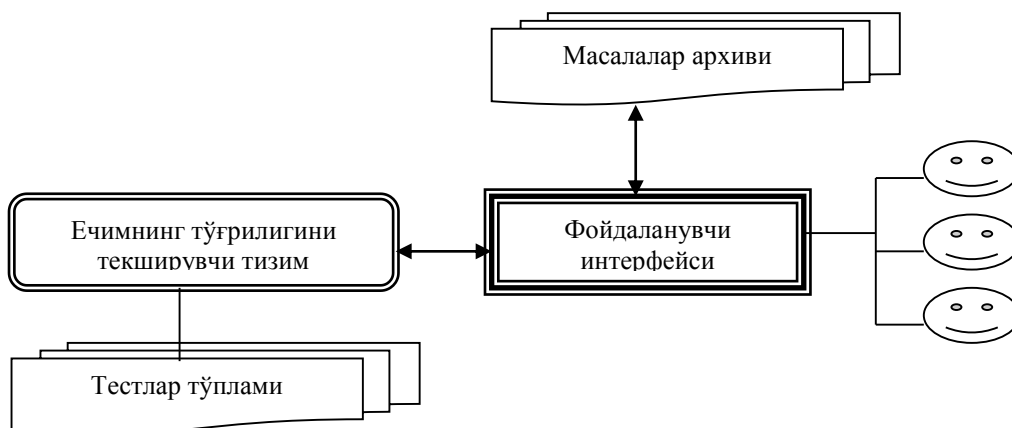 Масалалар архиви
Ечимнинг тўғрилигини
текширувчи тизим
Фойдаланувчи
интерфейси
Тестлар тўплами